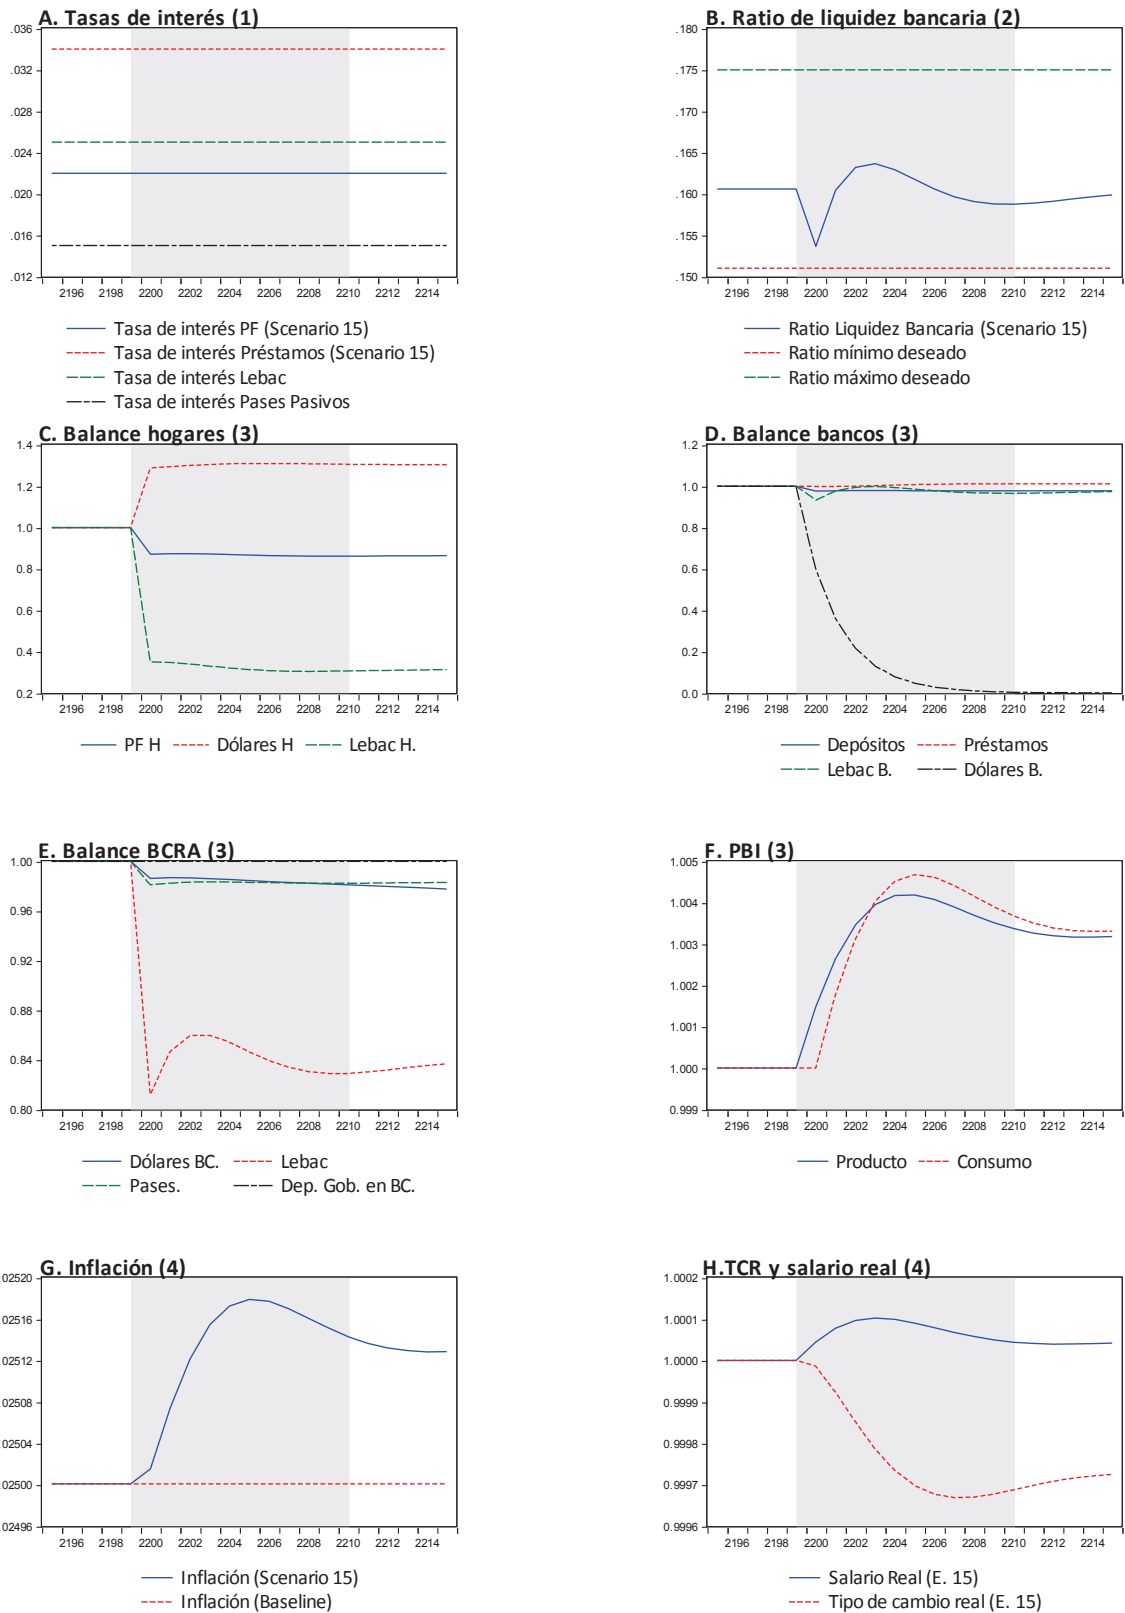 A. Tasas de interés (1)
.036
.032
.028
.024
.020
.016
.012
2196 2198 2200 2202 2204 2206 2208 2210 2212 2214
Tasa de interés PF (Scenario 15)
Tasa de interés Préstamos (Scenario 15)
Tasa de interés Lebac
Tasa de interés Pases Pasivos
B. Ratio de liquidez bancaria (2)
.180
.175
.170
.165
.160
.155
.150
2196 2198 2200 2202 2204 2206 2208 2210 2212 2214
Ratio Liquidez Bancaria (Scenario 15)
Ratio mínimo deseado
Ratio máximo deseado
C. Balance hogares (3)
1.4
1.2
1.0
0.8
0.6
0.4
0.2
2196 2198 2200 2202 2204 2206 2208 2210 2212 2214
PF H Dólares H Lebac H.
D. Balance bancos (3)
1.2
1.0
0.8
0.6
0.4
0.2
0.0
2196 2198 2200 2202 2204 2206 2208 2210 2212 2214
Depósitos Préstamos
Lebac B. Dólares B.
E. Balance BCRA (3)
1.00
0.96
0.92
0.88
0.84
0.80
2196 2198 2200 2202 2204 2206 2208 2210 2212 2214
Dólares BC. Lebac
Pases. Dep. Gob. en BC.
F. PBI (3)
1.005
1.004
1.003
1.002
1.001
1.000
0.999
2196 2198 2200 2202 2204 2206 2208 2210 2212 2214
Producto Consumo
G. Inflación (4)
.02520
.02516
.02512
.02508
.02504
.02500
.02496
2196 2198 2200 2202 2204 2206 2208 2210 2212 2214
Inflación (Scenario 15)
Inflación (Baseline)
H.TCR y salario real (4)
1.0002
1.0001
1.0000
0.9999
0.9998
0.9997
0.9996
2196 2198 2200 2202 2204 2206 2208 2210 2212 2214
Salario Real (E. 15)
Tipo de cambio real (E. 15)